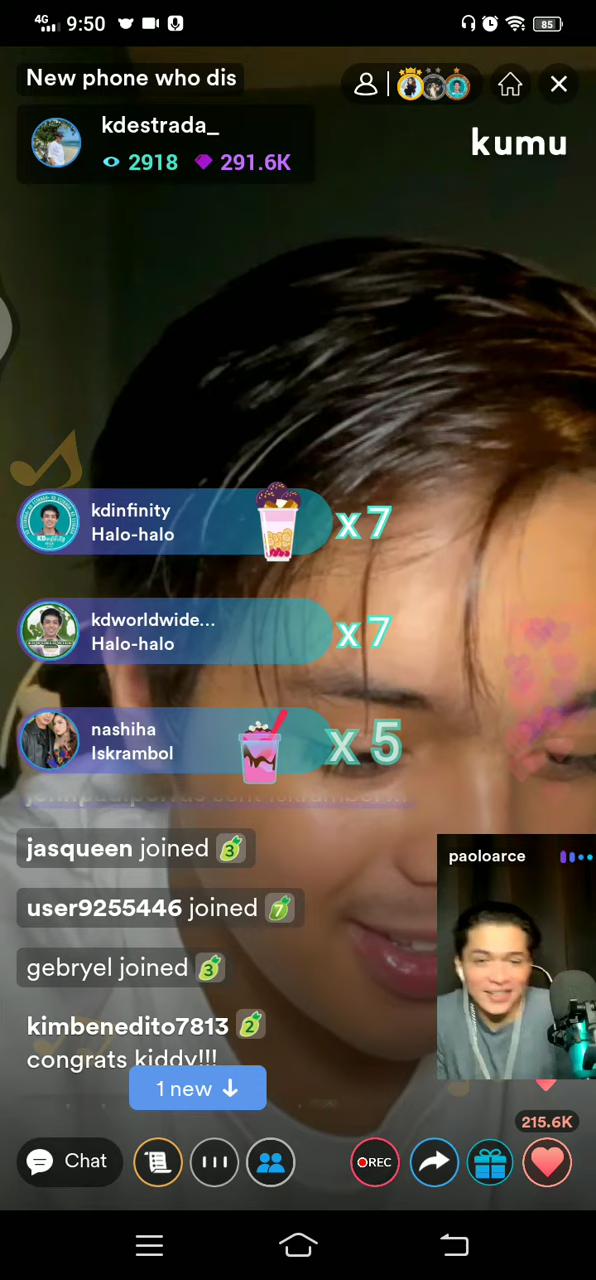 4G 9:50 85
New phone who dis
kdestrada_
2918 291.6K
kumu
kdinfinity
Halo-halo
x7
kdworldwide...
Halo-halo
x7
nashiha
Iskrambol
x 5
jasqueen joined 3
user9255446 joined 7
gebryel joined 3
kimbenedito7813 2
congrats kiddy!!!
1 new
paoloarce
215.6K
Chat
REC